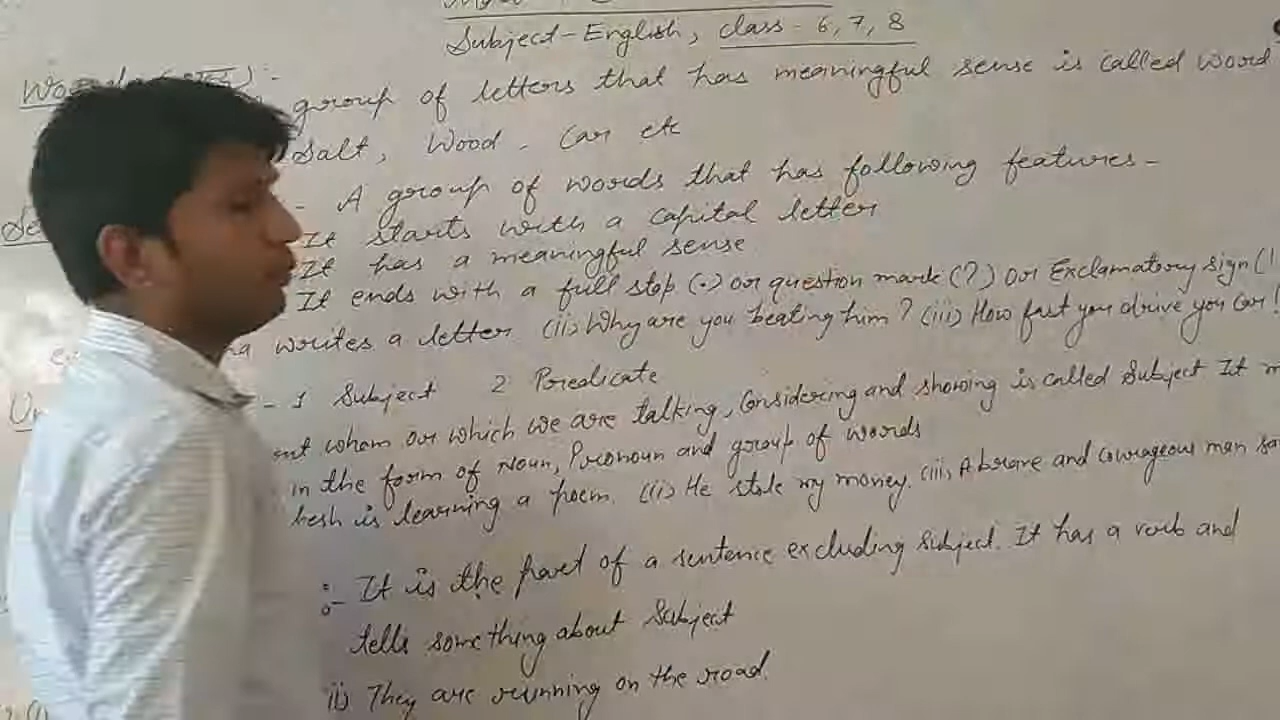 Subject-English, class - 6, 7, 8
group of letters that has meaningful sense is called word
Salt, Wood, Car etc
- A group of words that has following features -
It starts with a capital letter
It has a meaningful sense
It ends with a full stop (.) or question mark (?) or Exclamatory sign (!
writes a letter (ii) Why are you beating him ? (iii) How fast you drive you Car !
- 1 Subject 2 Predicate
whom or which we are talking, Considering and showing is called Subject It
in the form of Noun, Pronoun and group of words
is learning a poem. (ii) He stole my money. (iii) A brave and Courageous man
:- It is the part of a sentence excluding Subject. It has a verb and
tells something about Subject
ii) They are running on the road.